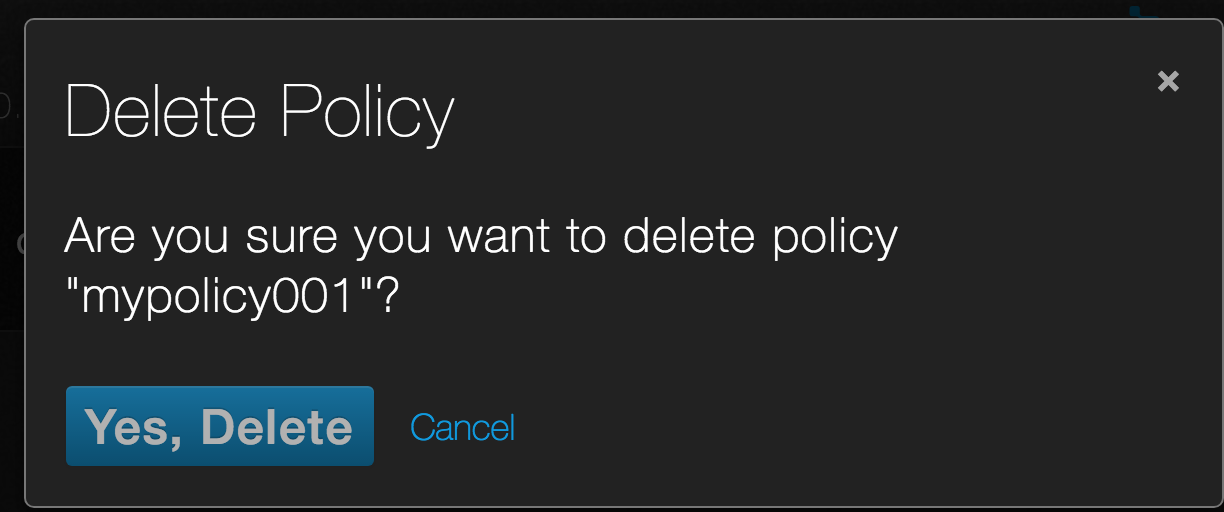 Delete Policy
×
Are you sure you want to delete policy
"mypolicy001"?
Yes, Delete
Cancel